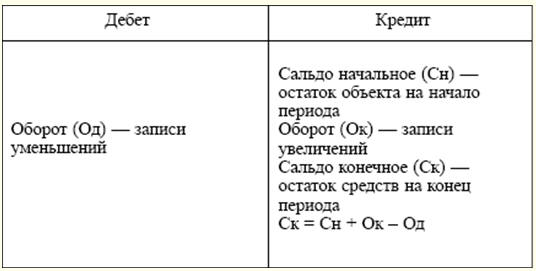 Дебет
Кредит
Оборот (Од) — записи
уменьшений
Сальдо начальное (Сн) —
остаток объекта на начало
периода
Оборот (Ок) — записи
увеличений
Сальдо конечное (Ск) —
остаток средств на конец
периода
Ск = Сн + Ок – Од